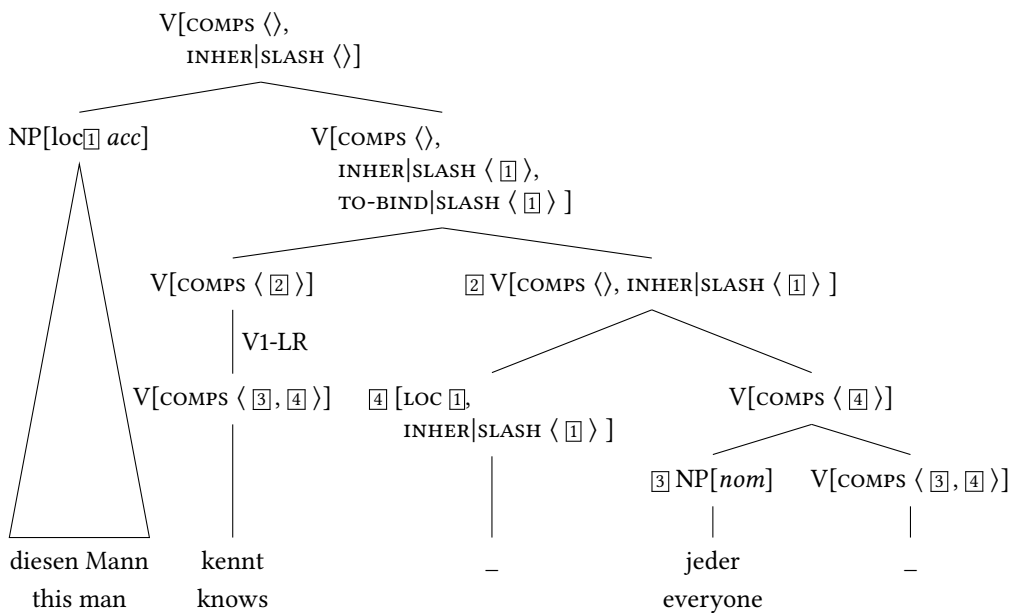 V[COMPS ⟨⟩,
INHER|SLASH ⟨⟩]
NP[loc 1 acc]
V[COMPS ⟨⟩,
INHER|SLASH ⟨ 1 ⟩,
TO-BIND|SLASH ⟨ 1 ⟩ ]
V[COMPS ⟨ 2 ⟩]
2 V[COMPS ⟨⟩, INHER|SLASH ⟨ 1 ⟩ ]
V1-LR
V[COMPS ⟨ 3 , 4 ⟩]
4 [LOC 1 ,
INHER|SLASH ⟨ 1 ⟩ ]
V[COMPS ⟨ 4 ⟩]
3 NP[nom]
V[COMPS ⟨ 3 , 4 ⟩]
diesen Mann kennt _ jeder _
this man knows everyone